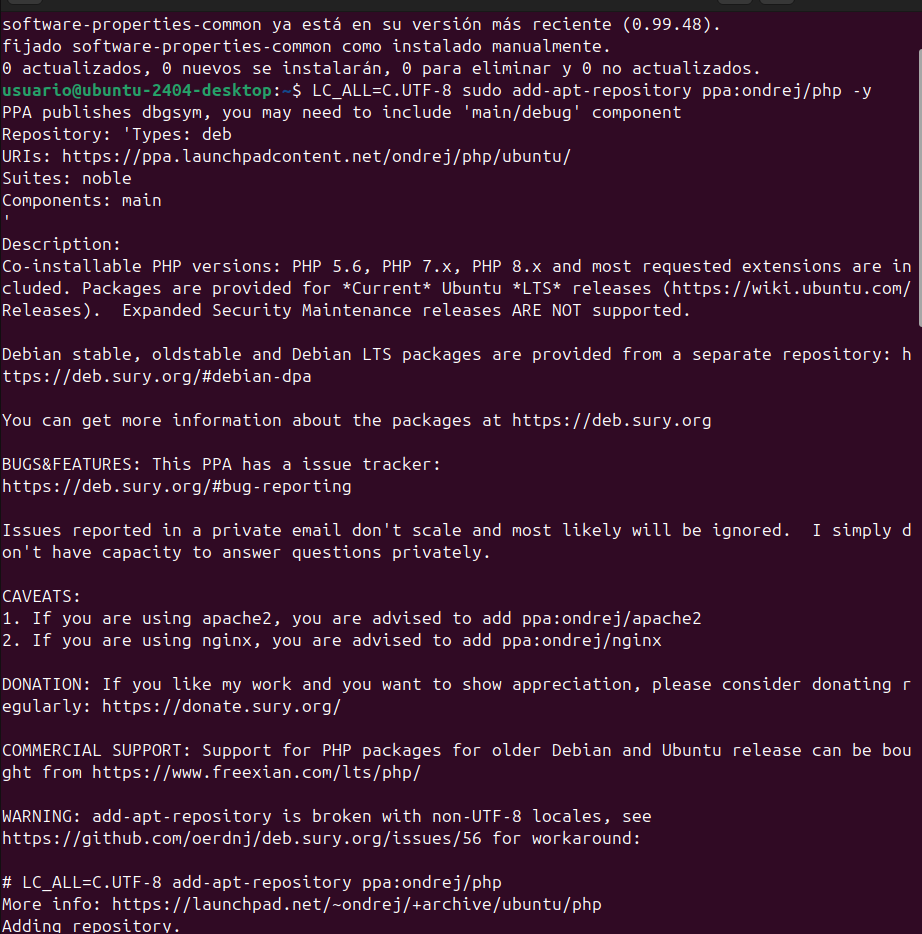 software-properties-common ya está en su versión más reciente (0.99.48).
fijado software-properties-common como instalado manualmente.
0 actualizados, 0 nuevos se instalarán, 0 para eliminar y 0 no actualizados.
usuario@ubuntu-2404-desktop:~$ LC_ALL=C.UTF-8 sudo add-apt-repository ppa:ondrej/php -y
PPA publishes dbgsym, you may need to include 'main/debug' component
Repository: 'Types: deb
URIs: https://ppa.launchpadcontent.net/ondrej/php/ubuntu/
Suites: noble
Components: main
'
Description:
Co-installable PHP versions: PHP 5.6, PHP 7.x, PHP 8.x and most requested extensions are in
cluded. Packages are provided for *Current* Ubuntu *LTS* releases (https://wiki.ubuntu.com/
Releases).  Expanded Security Maintenance releases ARE NOT supported.

Debian stable, oldstable and Debian LTS packages are provided from a separate repository: h
ttps://deb.sury.org/#debian-dpa

You can get more information about the packages at https://deb.sury.org

BUGS&FEATURES: This PPA has a issue tracker:
https://deb.sury.org/#bug-reporting

Issues reported in a private email don't scale and most likely will be ignored.  I simply d
on't have capacity to answer questions privately.

CAVEATS:
1. If you are using apache2, you are advised to add ppa:ondrej/apache2
2. If you are using nginx, you are advised to add ppa:ondrej/nginx

DONATION: If you like my work and you want to show appreciation, please consider donating r
egularly: https://donate.sury.org/

COMMERCIAL SUPPORT: Support for PHP packages for older Debian and Ubuntu release can be bou
ght from https://www.freexian.com/lts/php/

WARNING: add-apt-repository is broken with non-UTF-8 locales, see
https://github.com/oerdnj/deb.sury.org/issues/56 for workaround:

# LC_ALL=C.UTF-8 add-apt-repository ppa:ondrej/php
More info: https://launchpad.net/~ondrej/+archive/ubuntu/php
Adding repository.